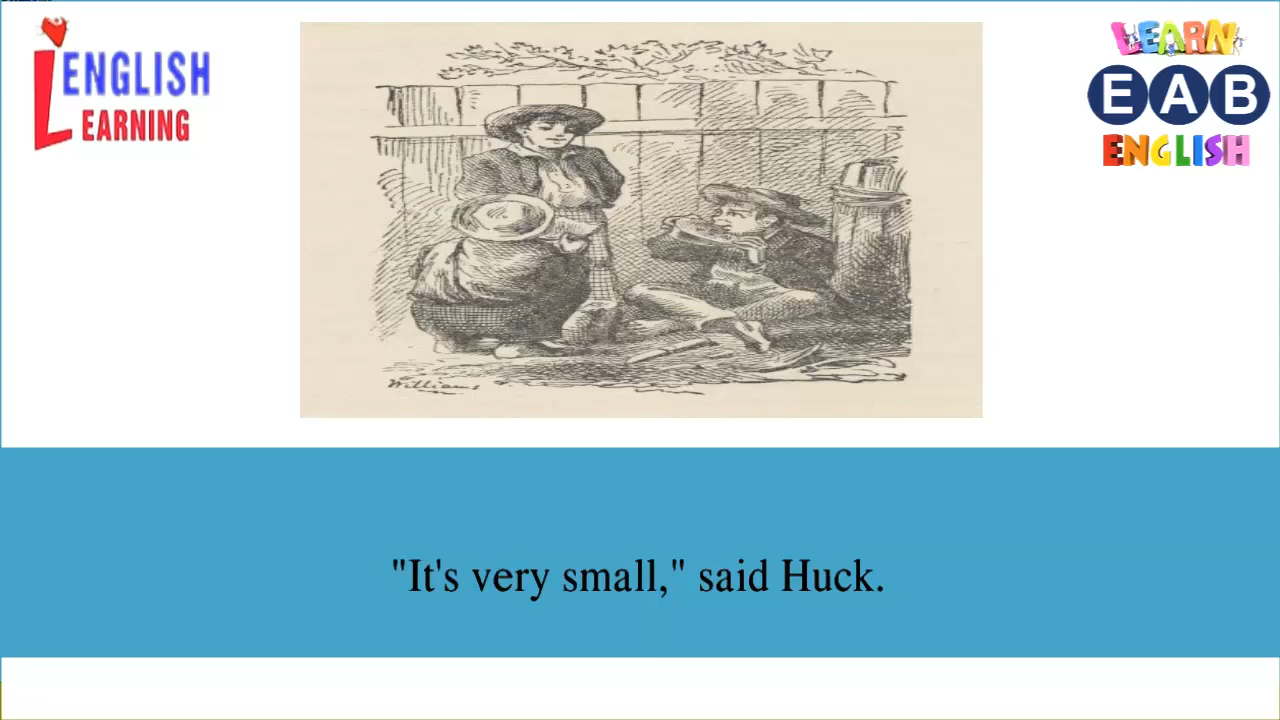 ENGLISH
LEARNING
LEARN
EAB
ENGLISH
Williams
"It's very small," said Huck.